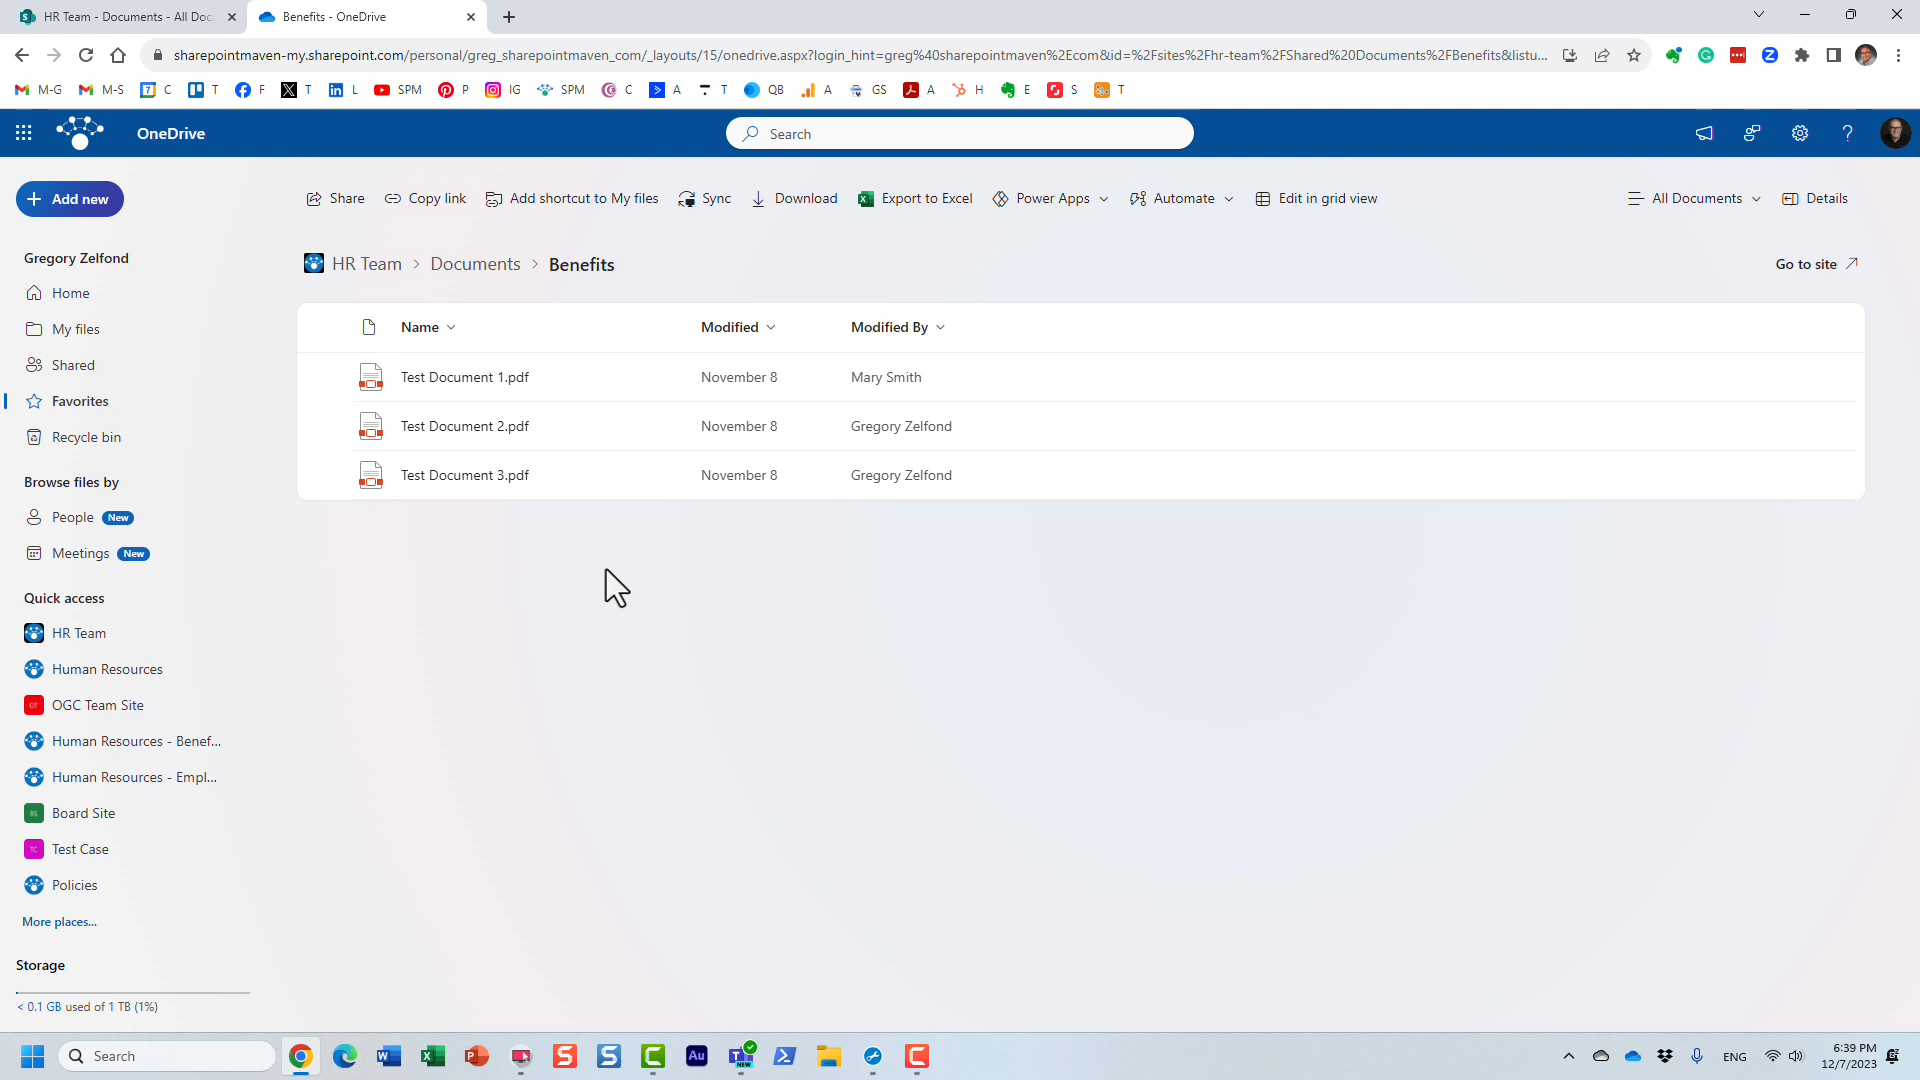 HR Team - Documents - All Doc
Benefits - OneDrive
sharepointmaven-my.sharepoint.com/personal/greg_sharepointmaven_com/_layouts/15/onedrive.aspx?login_hint=greg%40sharepointmaven%2Ecom&id=%2Fsites%2Fhr-team%2FShared%20Documents%2FBenefits&listu...
M-G M-S C T F T L SPM P IG SPM C A T QB A GS A H E S T
OneDrive
Search
Add new
Share Copy link Add shortcut to My files Sync Download Export to Excel Power Apps Automate Edit in grid view All Documents Details
Gregory Zelfond
Home
My files
Shared
Favorites
Recycle bin
Browse files by
People New
Meetings New
Quick access
HR Team
Human Resources
OGC Team Site
Human Resources - Benef...
Human Resources - Empl...
Board Site
Test Case
Policies
More places...
Storage
< 0.1 GB used of 1 TB (1%)
HR Team > Documents > Benefits
Go to site
Name Modified Modified By
Test Document 1.pdf November 8 Mary Smith
Test Document 2.pdf November 8 Gregory Zelfond
Test Document 3.pdf November 8 Gregory Zelfond
Search
ENG
6:39 PM
12/7/2023